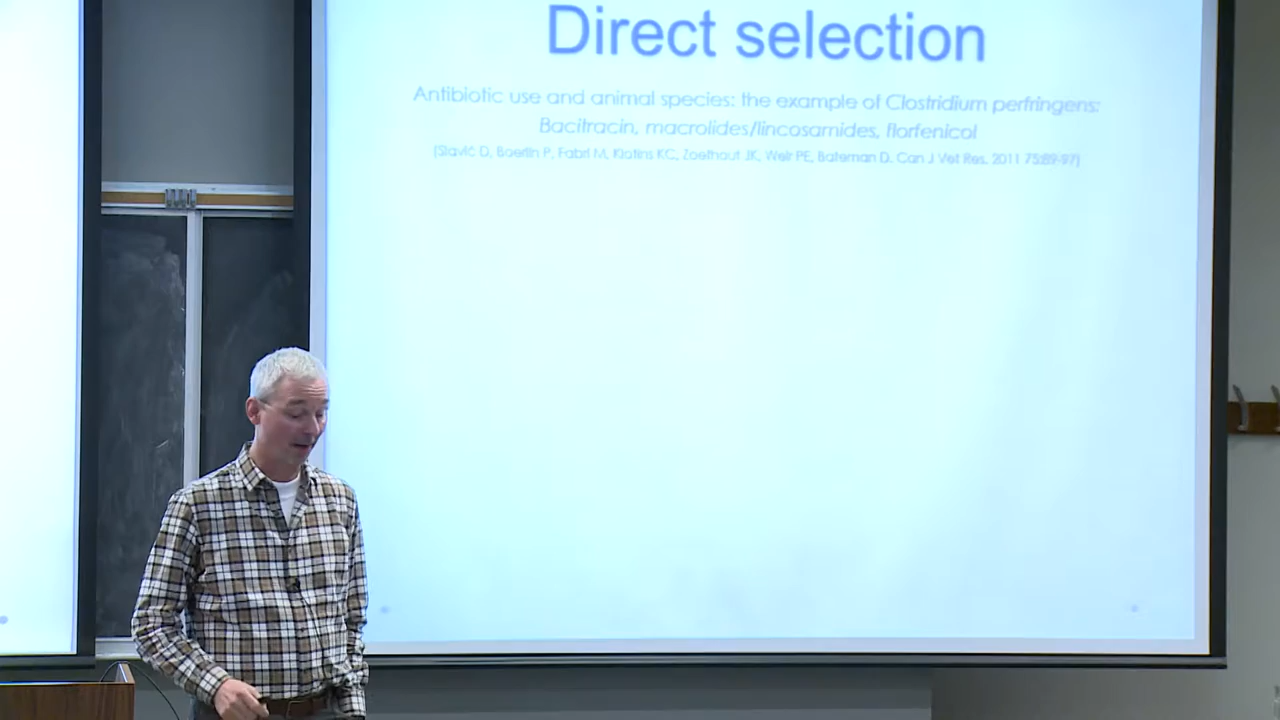 Direct selection
Antibiotic use and animal species: the example of Clostridium perfringens:
Bacitracin, macrolides/lincosamides, florfenicol
(Slavić D, Boerlin P, Fabri M, Klotins KC, Zoethout JK, Weir PE, Bateman D. Can J Vet Res. 2011 75:89-97)